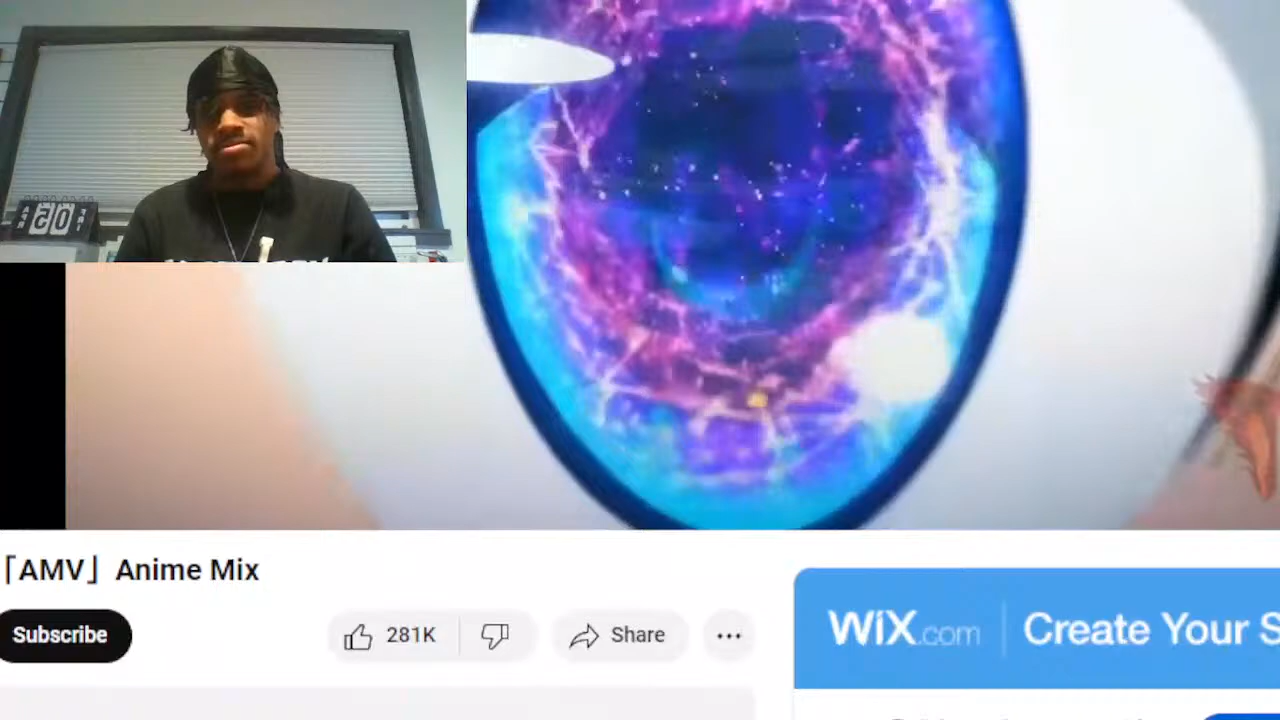 「AMV」 Anime Mix
Subscribe
281K
Share
WiX.com
Create Your S